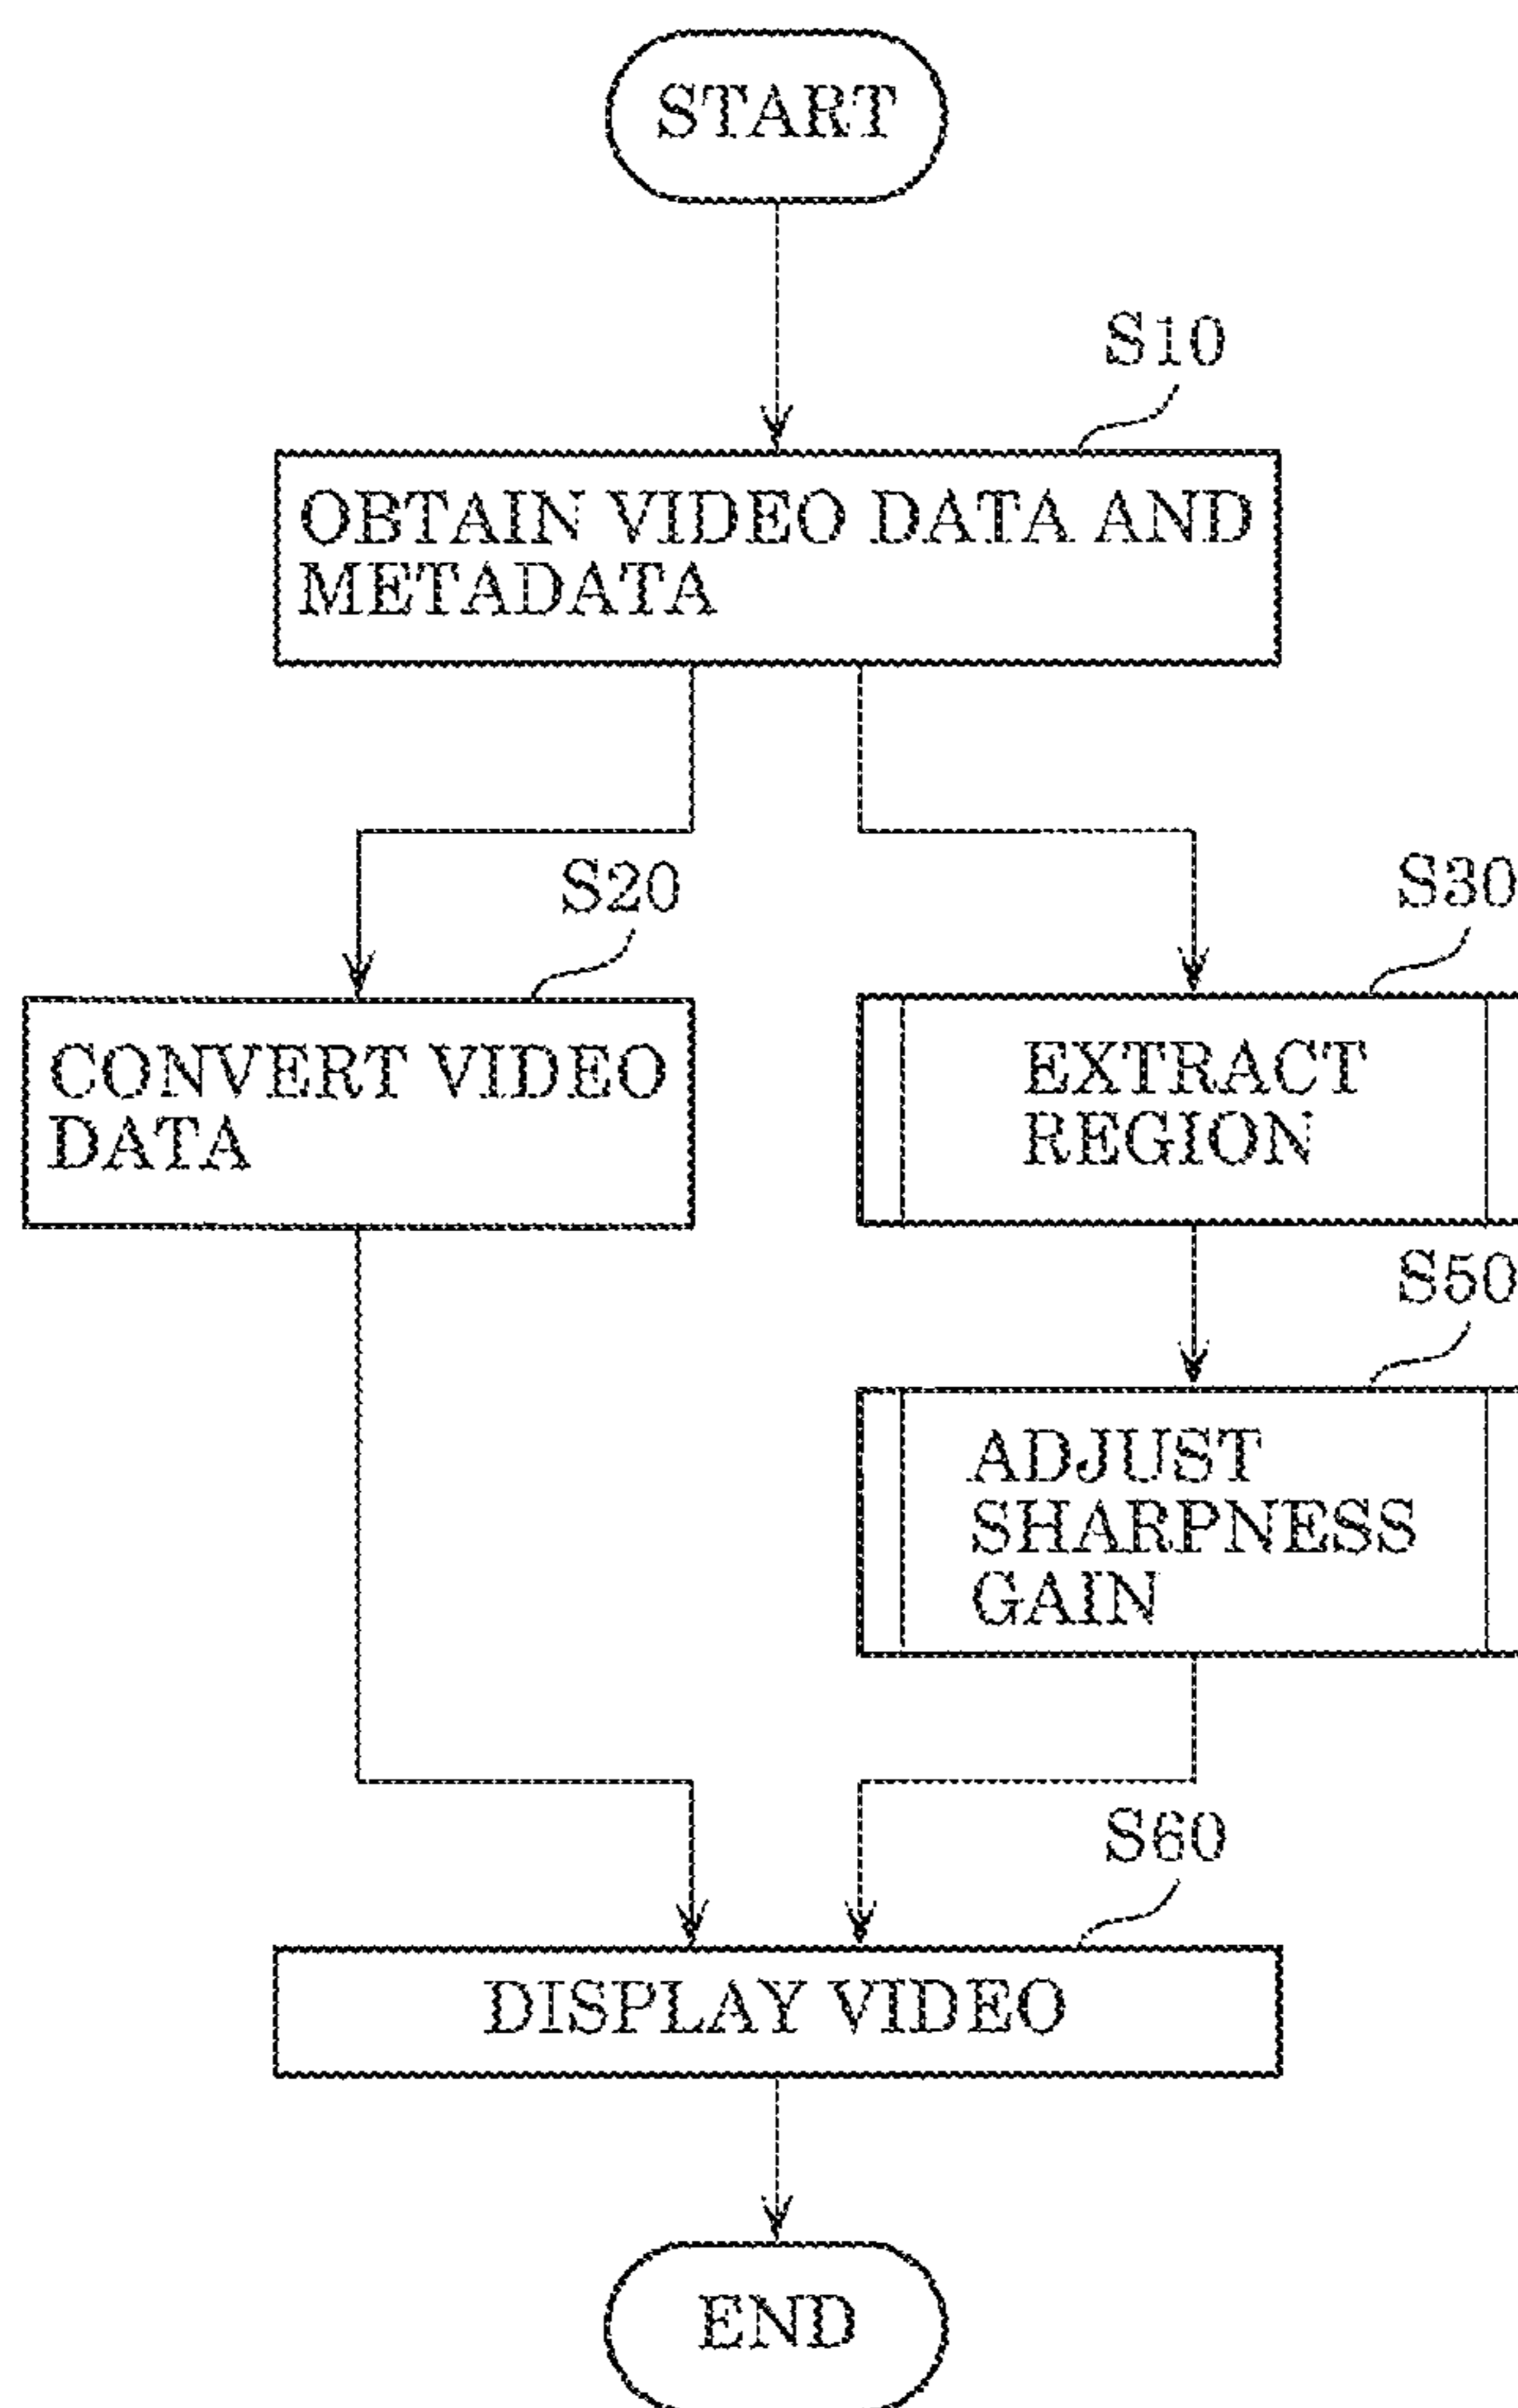 START
S10
OBTAIN VIDEO DATA AND
METADATA
S20
CONVERT VIDEO
DATA
S30
EXTRACT
REGION
S50
ADJUST
SHARPNESS
GAIN
S60
DISPLAY VIDEO
END